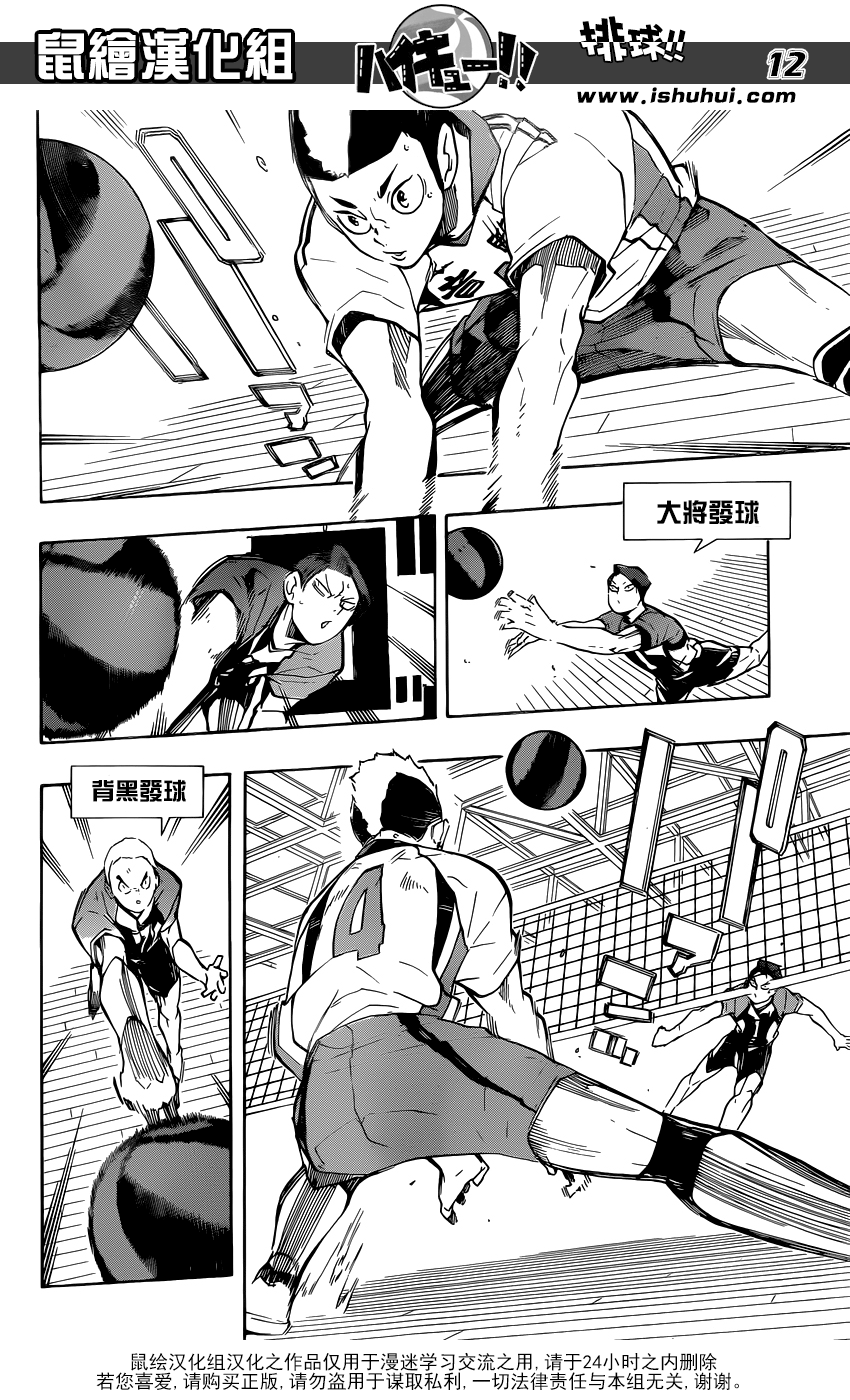 鼠繪漢化組
ハイキュー!!
排球!!
12
www.ishuhui.com
大將發球
背黑發球
4
鼠绘汉化组汉化之作品仅用于漫迷学习交流之用,请于24小时之内删除
若您喜爱,请购买正版,请勿盗用于谋取私利,一切法律责任与本组无关,谢谢。